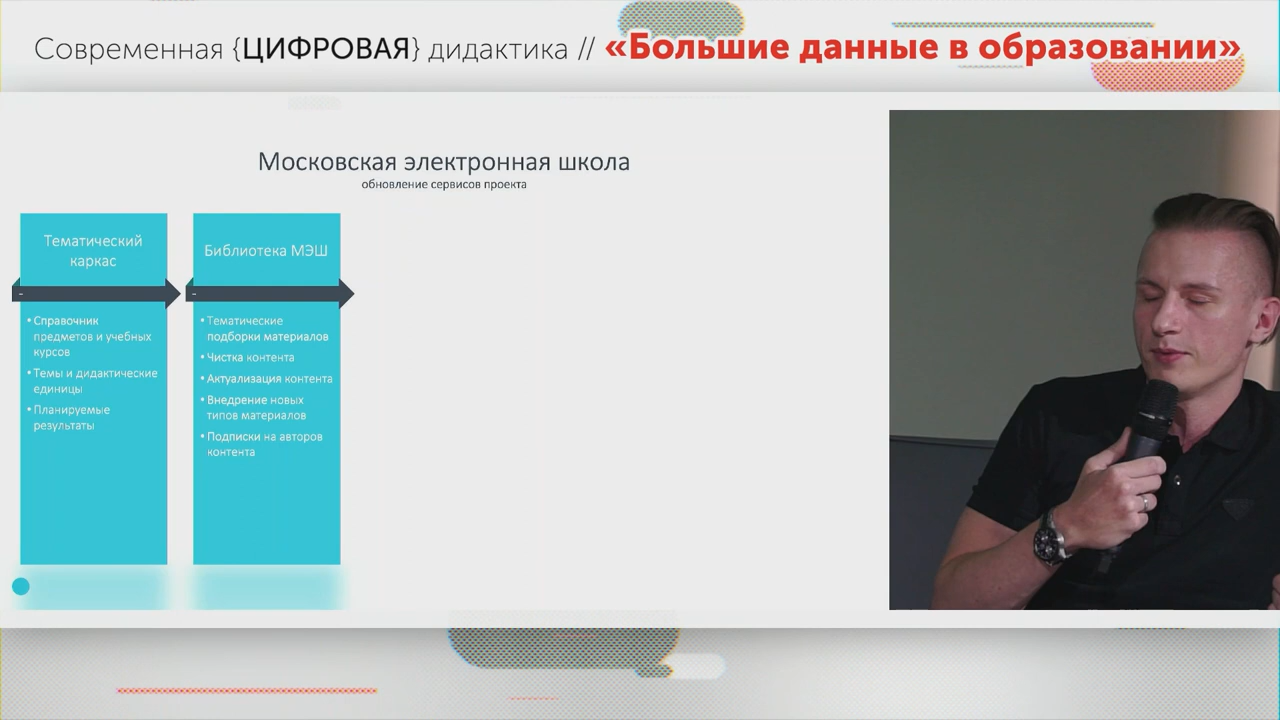 Современная {ЦИФРОВАЯ} дидактика // «Большие данные в образовании»
Московская электронная школа
обновление сервисов проекта
Тематический
каркас
-
• Справочник
предметов и учебных
курсов
• Темы и дидактические
единицы
• Планируемые
результаты
Библиотека МЭШ
-
• Тематические
подборки материалов
• Чистка контента
• Актуализация контента
• Внедрение новых
типов материалов
• Подписки на авторов
контента